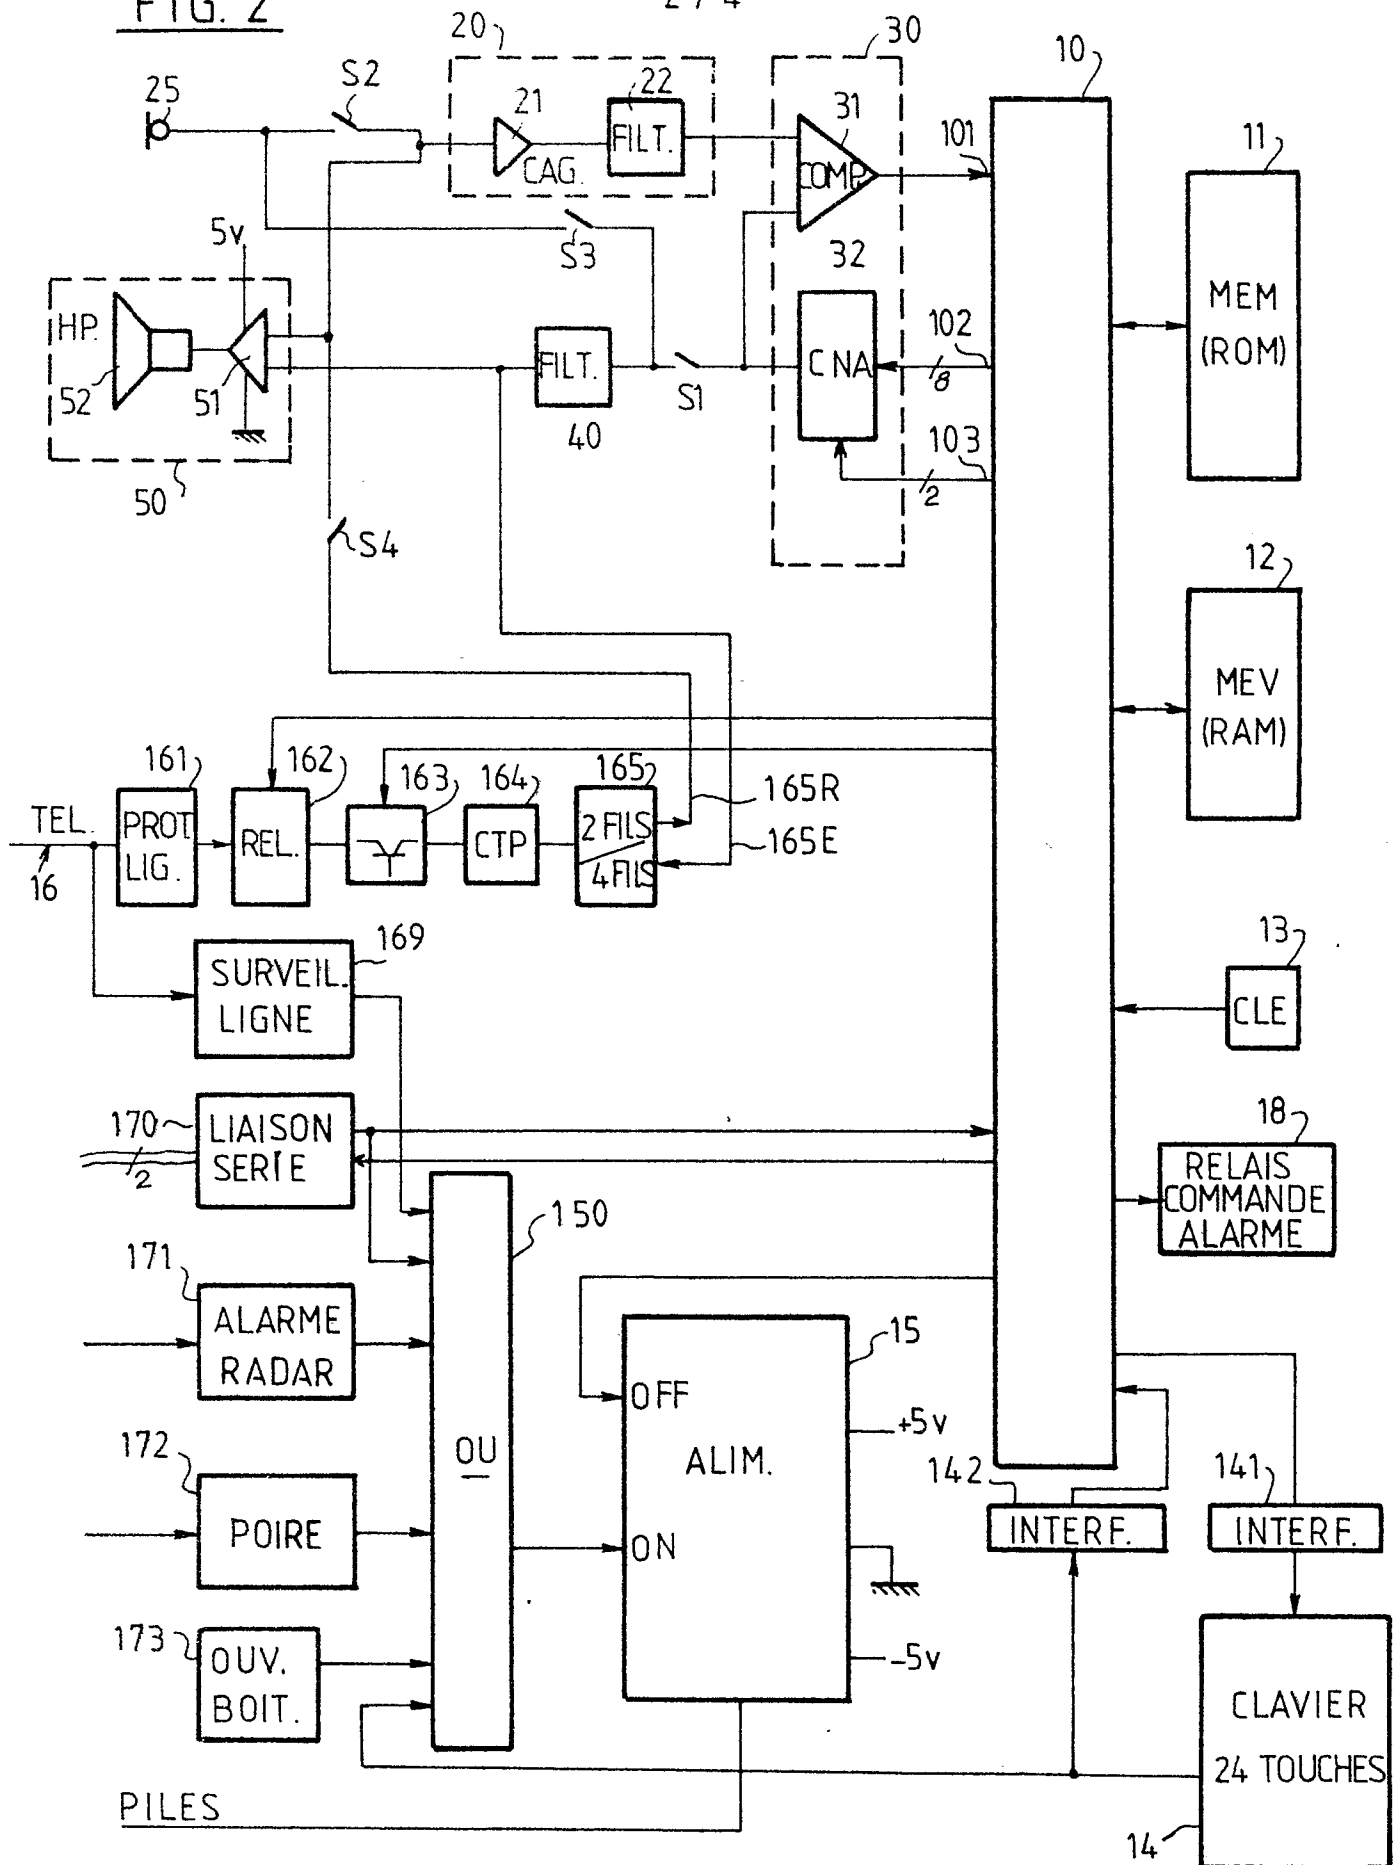 FIG. 2
2/4
20
30
10
25
S2
21
22
FILT.
CAG.
31
COMP.
101
11
MEM
(ROM)
5v
S3
32
HP.
52
51
FILT.
40
S1
CNA
102
8
103
2
50
S4
12
MEV
(RAM)
161
162
163
164
165
165R
165E
TEL.
16
PROT
LIG.
REL.
CTP
2 FILS
4 FILS
169
SURVEIL.
LIGNE
13
CLE
170
2
LIAISON
SERIE
18
RELAIS
COMMANDE
ALARME
150
171
ALARME
RADAR
15
OFF
+5v
OU
ALIM.
172
POIRE
ON
142
141
INTERF.
INTERF.
173
OUV.
BOIT.
-5v
CLAVIER
24 TOUCHES
PILES
14